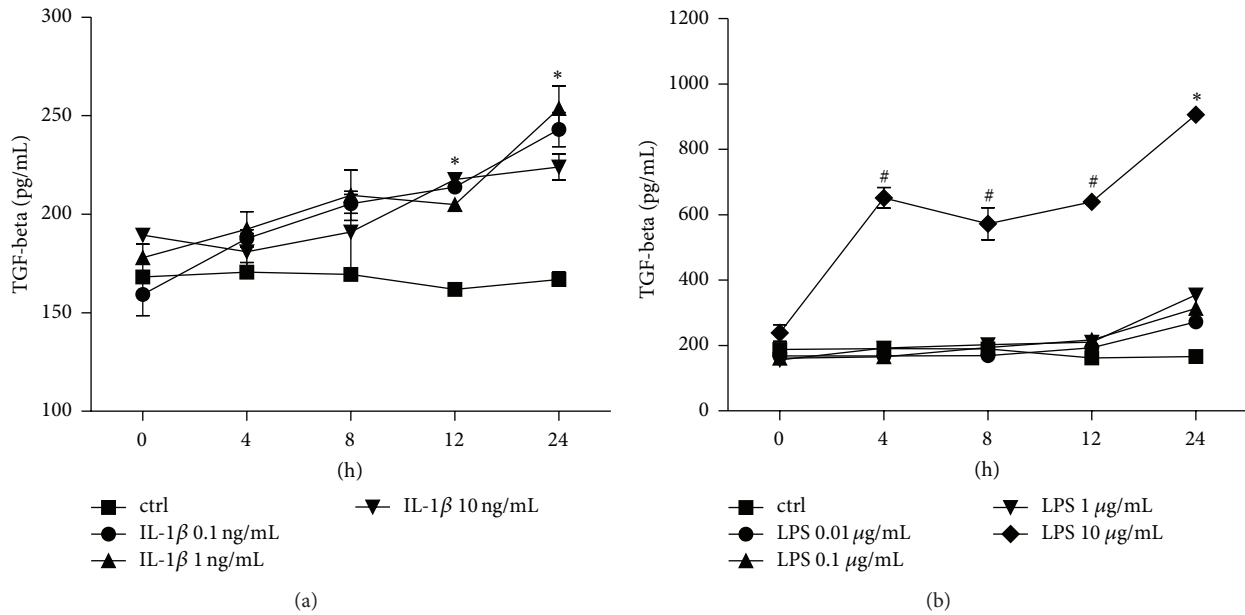 300
250
200
150
100
TGF-beta (pg/mL)
*
*
0 4 8 12 24
(h)
ctrl
IL-1β 0.1 ng/mL
IL-1β 1 ng/mL
IL-1β 10 ng/mL
(a)
1200
1000
800
600
400
200
0
TGF-beta (pg/mL)
#
#
#
*
0 4 8 12 24
(h)
ctrl
LPS 0.01 μg/mL
LPS 0.1 μg/mL
LPS 1 μg/mL
LPS 10 μg/mL
(b)